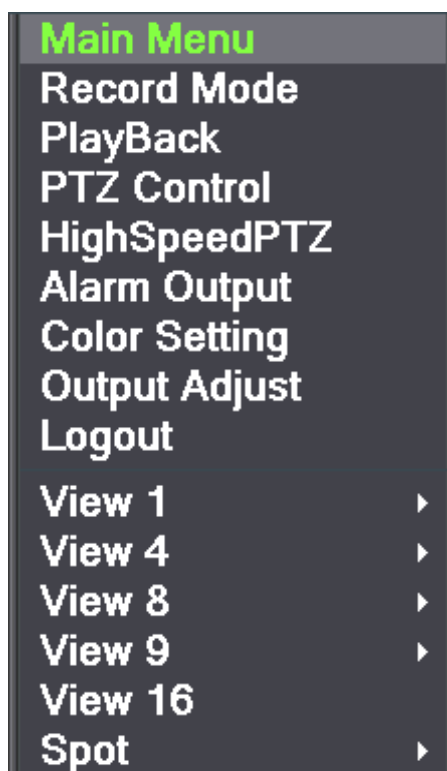 Main Menu
Record Mode
PlayBack
PTZ Control
HighSpeedPTZ
Alarm Output
Color Setting
Output Adjust
Logout
View 1
View 4
View 8
View 9
View 16
Spot